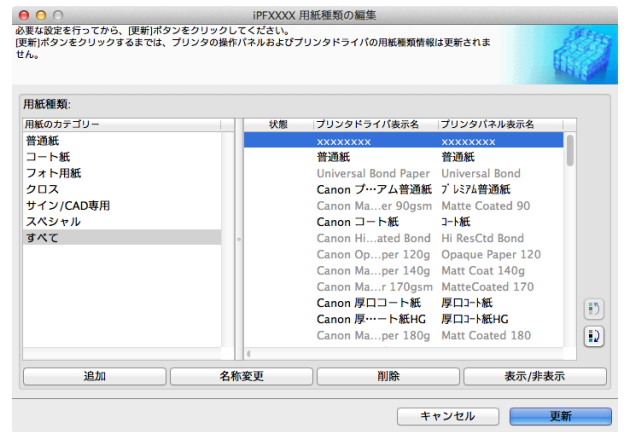 iPFXXXX 用紙種類の編集
必要な設定を行ってから、[更新]ボタンをクリックしてください。
[更新]ボタンをクリックするまでは、プリンタの操作パネルおよびプリンタドライバの用紙種類情報は更新されま
せん。
用紙種類:
用紙のカテゴリー
普通紙
コート紙
フォト用紙
クロス
サイン/CAD専用
スペシャル
すべて
状態 プリンタドライバ表示名 プリンタパネル表示名
xxxxxxxx xxxxxxxx
普通紙 普通紙
Universal Bond Paper Universal Bond
Canon プ…アム普通紙 プレミアム普通紙
Canon Ma…er 90gsm Matte Coated 90
Canon コート紙 コート紙
Canon Hi…ated Bond Hi ResCtd Bond
Canon Op…per 120g Opaque Paper 120
Canon Ma…per 140g Matt Coat 140g
Canon Ma…r 170gsm MatteCoated 170
Canon 厚口コート紙 厚口コート紙
Canon 厚…ート紙HG 厚口コート紙HG
Canon Ma…per 180g Matt Coated 180
追加 名称変更 削除 表示/非表示
キャンセル 更新